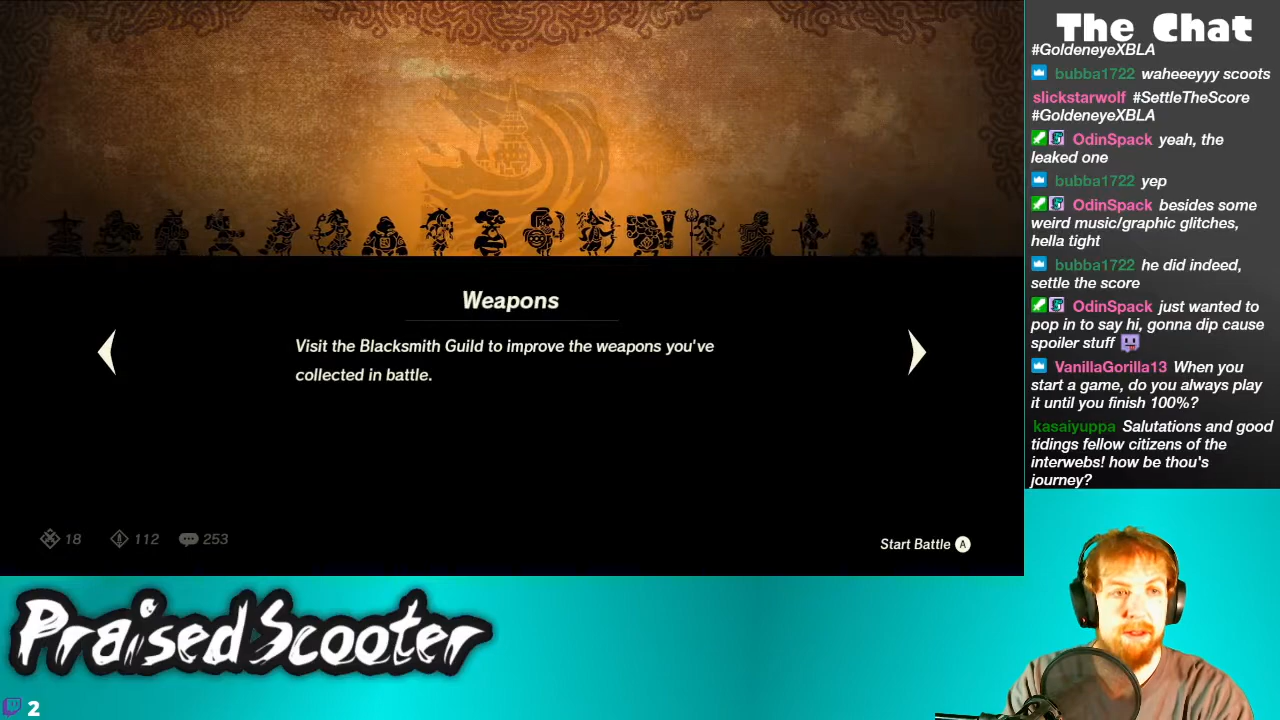 The Chat
#GoldeneyeXBLA
bubba1722 waheeeyyy scoots
slickstarwolf #SettleTheScore
#GoldeneyeXBLA
OdinSpack yeah, the
leaked one
bubba1722 yep
OdinSpack besides some
weird music/graphic glitches,
hella tight
bubba1722 he did indeed,
settle the score
OdinSpack just wanted to
pop in to say hi, gonna dip cause
spoiler stuff
VanillaGorilla13 When you
start a game, do you always play
it until you finish 100%?
kasaiyuppa Salutations and good
tidings fellow citizens of the
interwebs! how be thou's
journey?
Weapons
Visit the Blacksmith Guild to improve the weapons you've
collected in battle.
18 112 253
Start Battle A
PraisedScooter
2